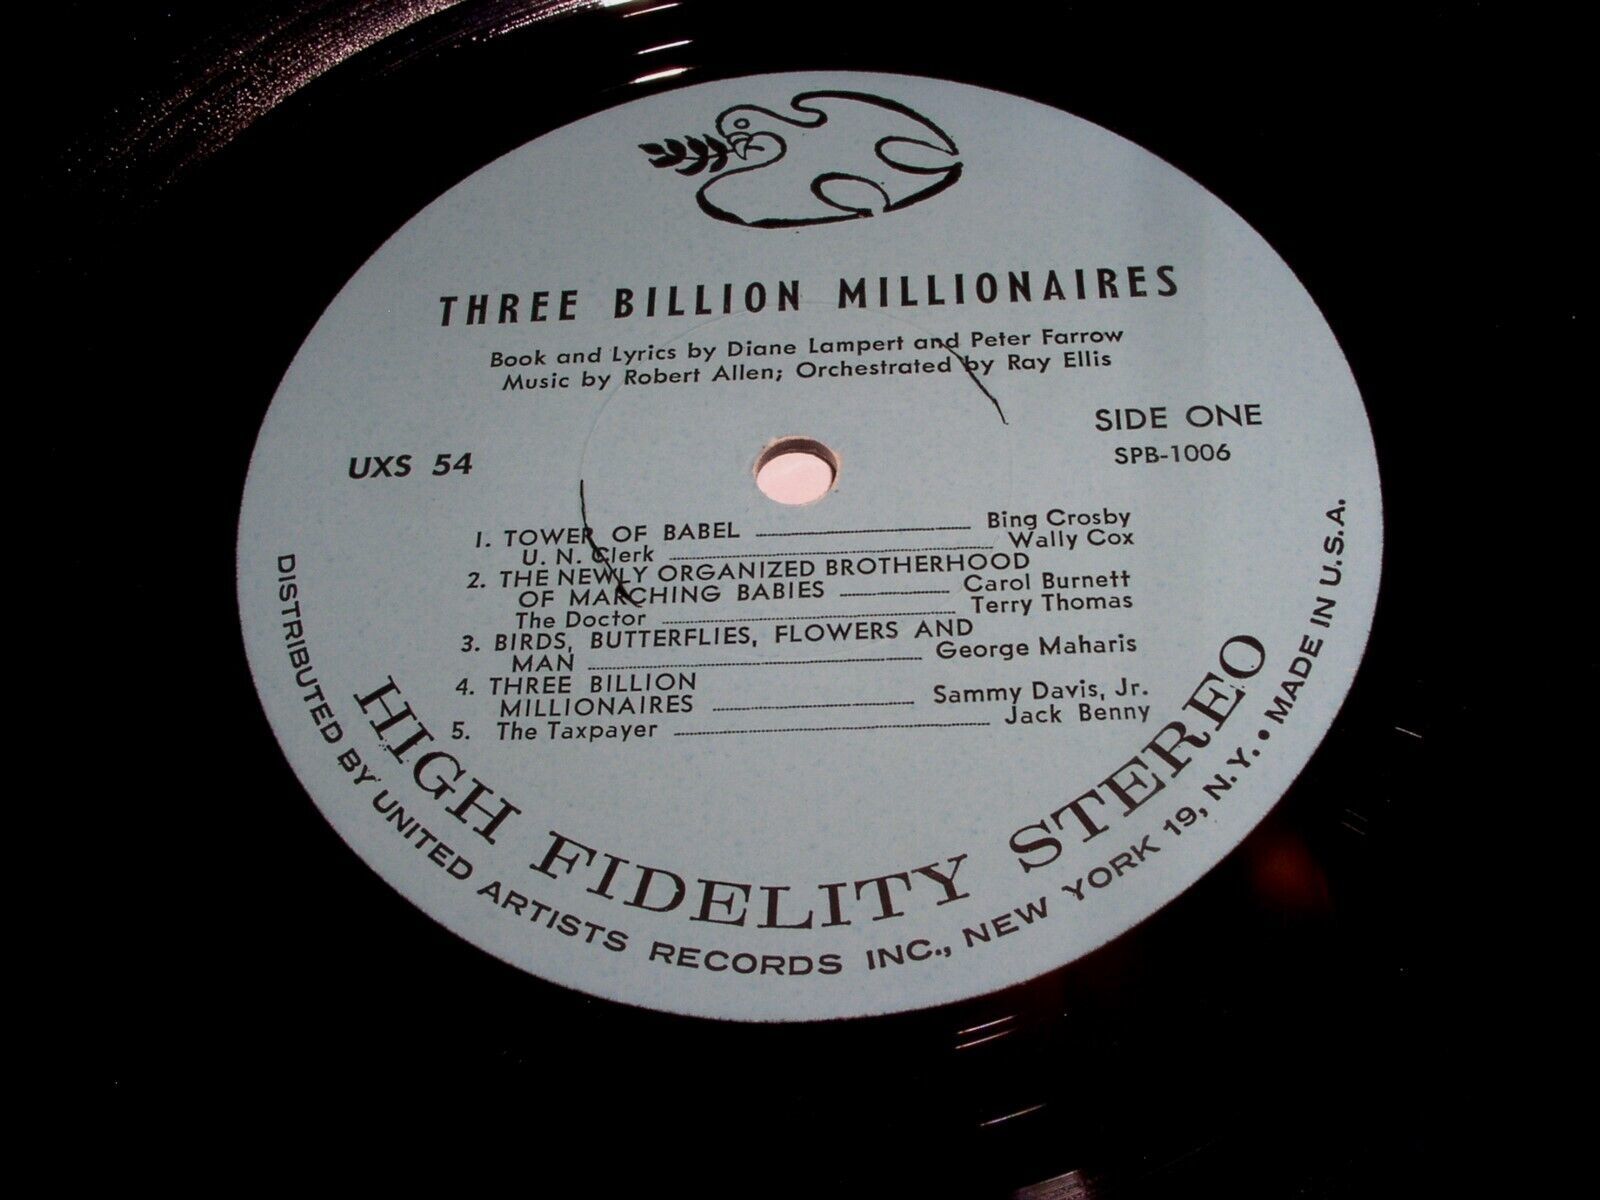 THREE BILLION MILLIONAIRES
Book and Lyrics by Diane Lampert and Peter Farrow
Music by Robert Allen; Orchestrated by Ray Ellis
UXS 54
SIDE ONE
SPB-1006
1. TOWER OF BABEL Bing Crosby
U. N. Clerk Wally Cox
2. THE NEWLY ORGANIZED BROTHERHOOD
OF MARCHING BABIES Carol Burnett
The Doctor Terry Thomas
3. BIRDS, BUTTERFLIES, FLOWERS AND
MAN George Maharis
4. THREE BILLION
MILLIONAIRES Sammy Davis, Jr.
5. The Taxpayer Jack Benny
HIGH FIDELITY STEREO
DISTRIBUTED BY UNITED ARTISTS RECORDS INC., NEW YORK 19, N.Y. • MADE IN U.S.A.